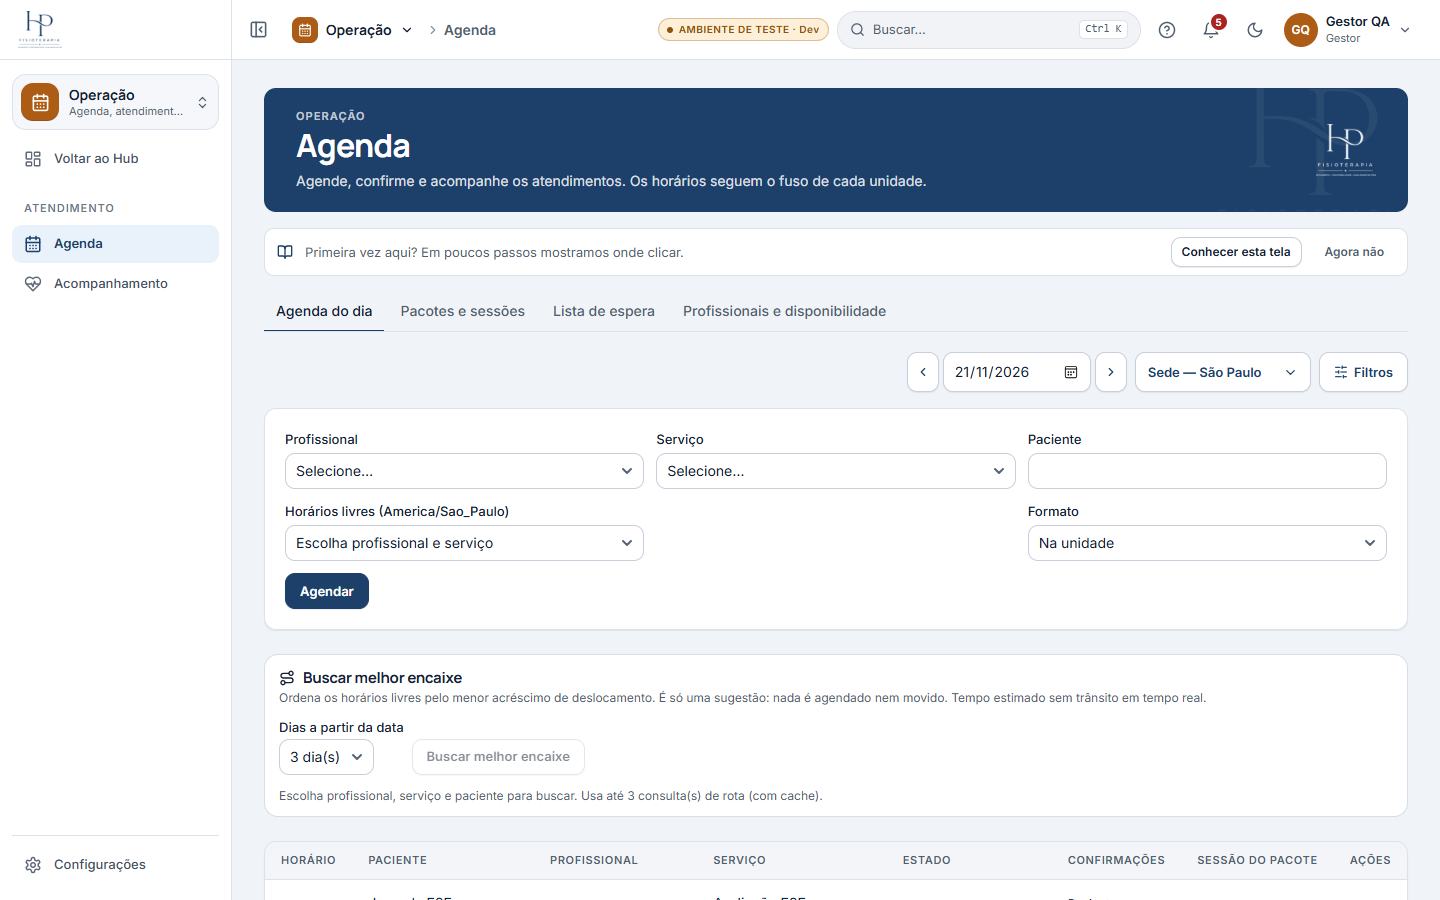 HP
FISIOTERAPIA
Operação
Agenda
AMBIENTE DE TESTE · Dev
Buscar...
Ctrl K
5
GQ
Gestor QA
Gestor
Operação
Agenda, atendiment...
Voltar ao Hub
ATENDIMENTO
Agenda
Acompanhamento
Configurações
OPERAÇÃO
Agenda
Agende, confirme e acompanhe os atendimentos. Os horários seguem o fuso de cada unidade.
HP
FISIOTERAPIA
Primeira vez aqui? Em poucos passos mostramos onde clicar.
Conhecer esta tela
Agora não
Agenda do dia
Pacotes e sessões
Lista de espera
Profissionais e disponibilidade
21/11/2026
Sede — São Paulo
Filtros
Profissional
Serviço
Paciente
Selecione...
Selecione...
Horários livres (America/Sao_Paulo)
Formato
Escolha profissional e serviço
Na unidade
Agendar
Buscar melhor encaixe
Ordena os horários livres pelo menor acréscimo de deslocamento. É só uma sugestão: nada é agendado nem movido. Tempo estimado sem trânsito em tempo real.
Dias a partir da data
3 dia(s)
Buscar melhor encaixe
Escolha profissional, serviço e paciente para buscar. Usa até 3 consulta(s) de rota (com cache).
HORÁRIO
PACIENTE
PROFISSIONAL
SERVIÇO
ESTADO
CONFIRMAÇÕES
SESSÃO DO PACOTE
AÇÕES